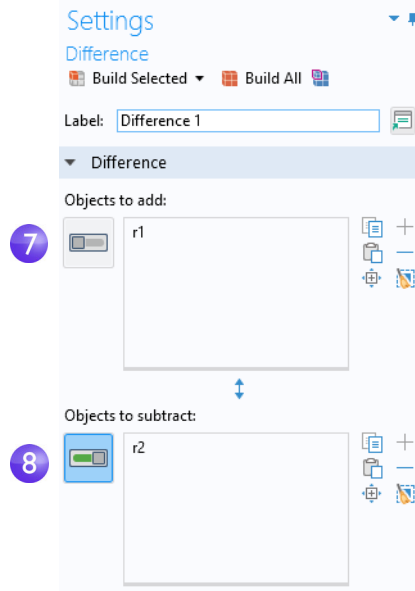 Settings
Difference
Build Selected Build All
Label: Difference 1
Difference
Objects to add:
7
r1
Objects to subtract:
8
r2